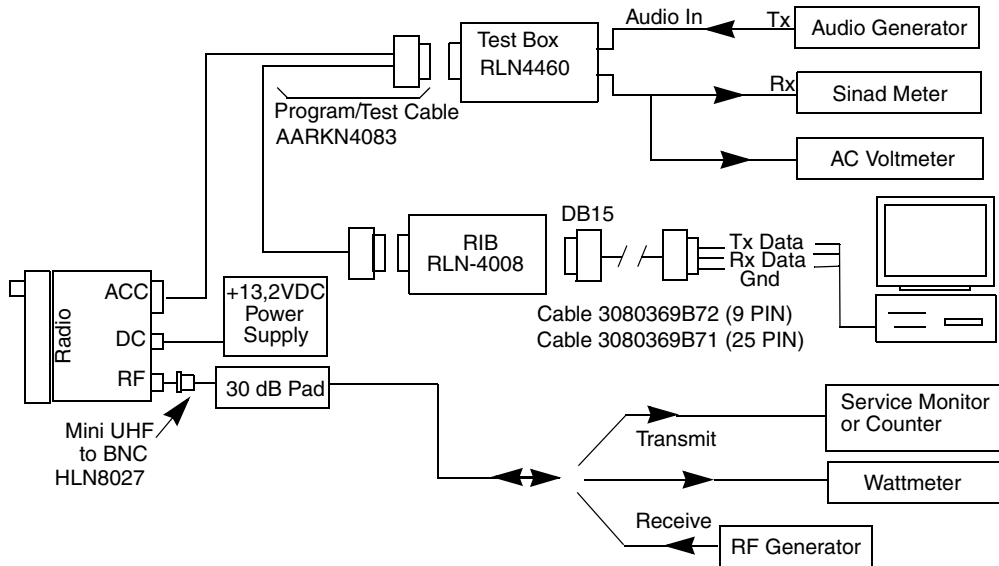 Audio In
Tx
Audio Generator
Test Box
RLN4460
Rx
Sinad Meter
Program/Test Cable
AARKN4083
AC Voltmeter
DB15
RIB
RLN-4008
Tx Data
Rx Data
Gnd
Cable 3080369B72 (9 PIN)
Cable 3080369B71 (25 PIN)
Radio
ACC
DC
RF
+13,2VDC
Power
Supply
30 dB Pad
Mini UHF
to BNC
HLN8027
Transmit
Service Monitor
or Counter
Wattmeter
Receive
RF Generator